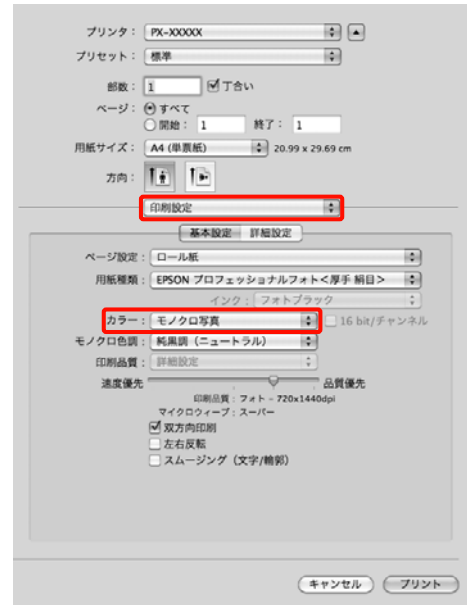 プリンタ： PX-XXXXX
プリセット： 標準
部数： 1 丁合い
ページ： すべて
開始： 1 終了： 1
用紙サイズ： A4 (単票紙) 20.99 x 29.69 cm
方向：
印刷設定
基本設定 詳細設定
ページ設定： ロール紙
用紙種類： EPSON プロフェッショナルフォト<厚手 絹目>
インク： フォトブラック
カラー： モノクロ写真 16 bit/チャンネル
モノクロ色調： 純黒調（ニュートラル）
印刷品質： 詳細設定
速度優先 品質優先
印刷品質：フォト - 720x1440dpi
マイクロウィーブ：スーパー
双方向印刷
左右反転
スムージング（文字/輪郭）
キャンセル プリント